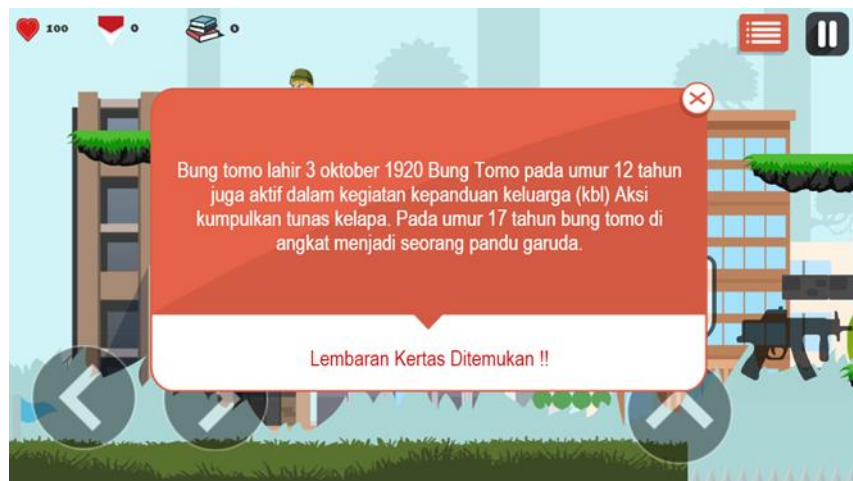 100
0
0
Bung tomo lahir 3 oktober 1920 Bung Tomo pada umur 12 tahun
juga aktif dalam kegiatan kepanduan keluarga (kbl) Aksi
kumpulkan tunas kelapa. Pada umur 17 tahun bung tomo di
angkat menjadi seorang pandu garuda.
Lembaran Kertas Ditemukan !!